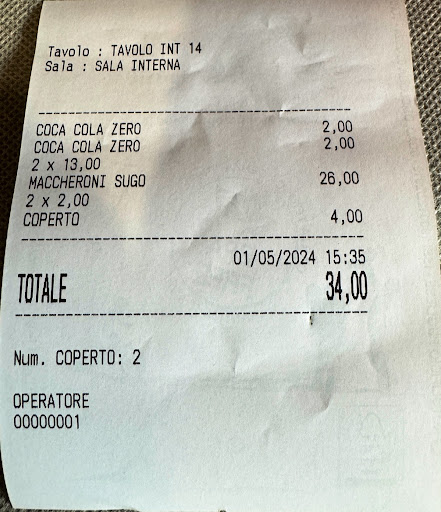 Tavolo : TAVOLO INT 14
Sala : SALA INTERNA
COCA COLA ZERO 2,00
COCA COLA ZERO 2,00
2 x 13,00
MACCHERONI SUGO 26,00
2 x 2,00
COPERTO 4,00
01/05/2024 15:35
TOTALE 34,00
Num. COPERTO: 2
OPERATORE
00000001